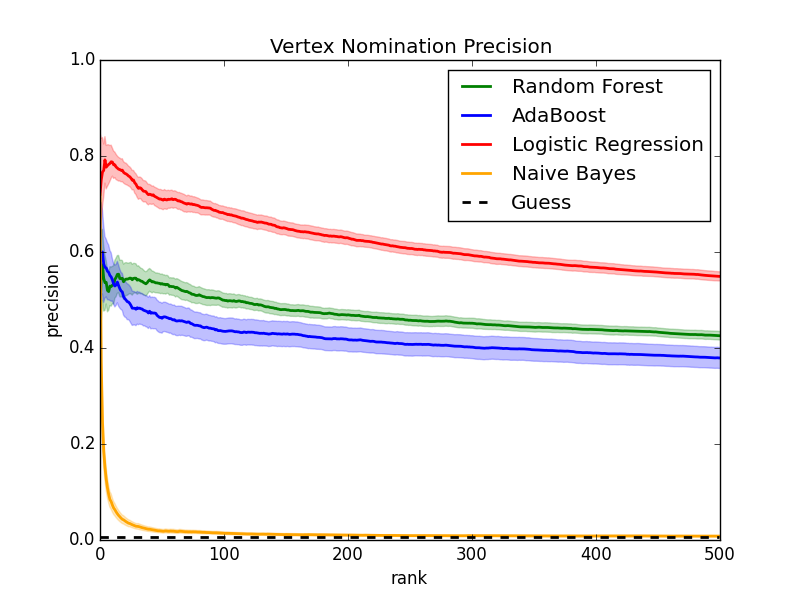 Vertex Nomination Precision
1.0
0.8
0.6
0.4
0.2
0.0
precision
Random Forest
AdaBoost
Logistic Regression
Naive Bayes
Guess
0 100 200 300 400 500
rank